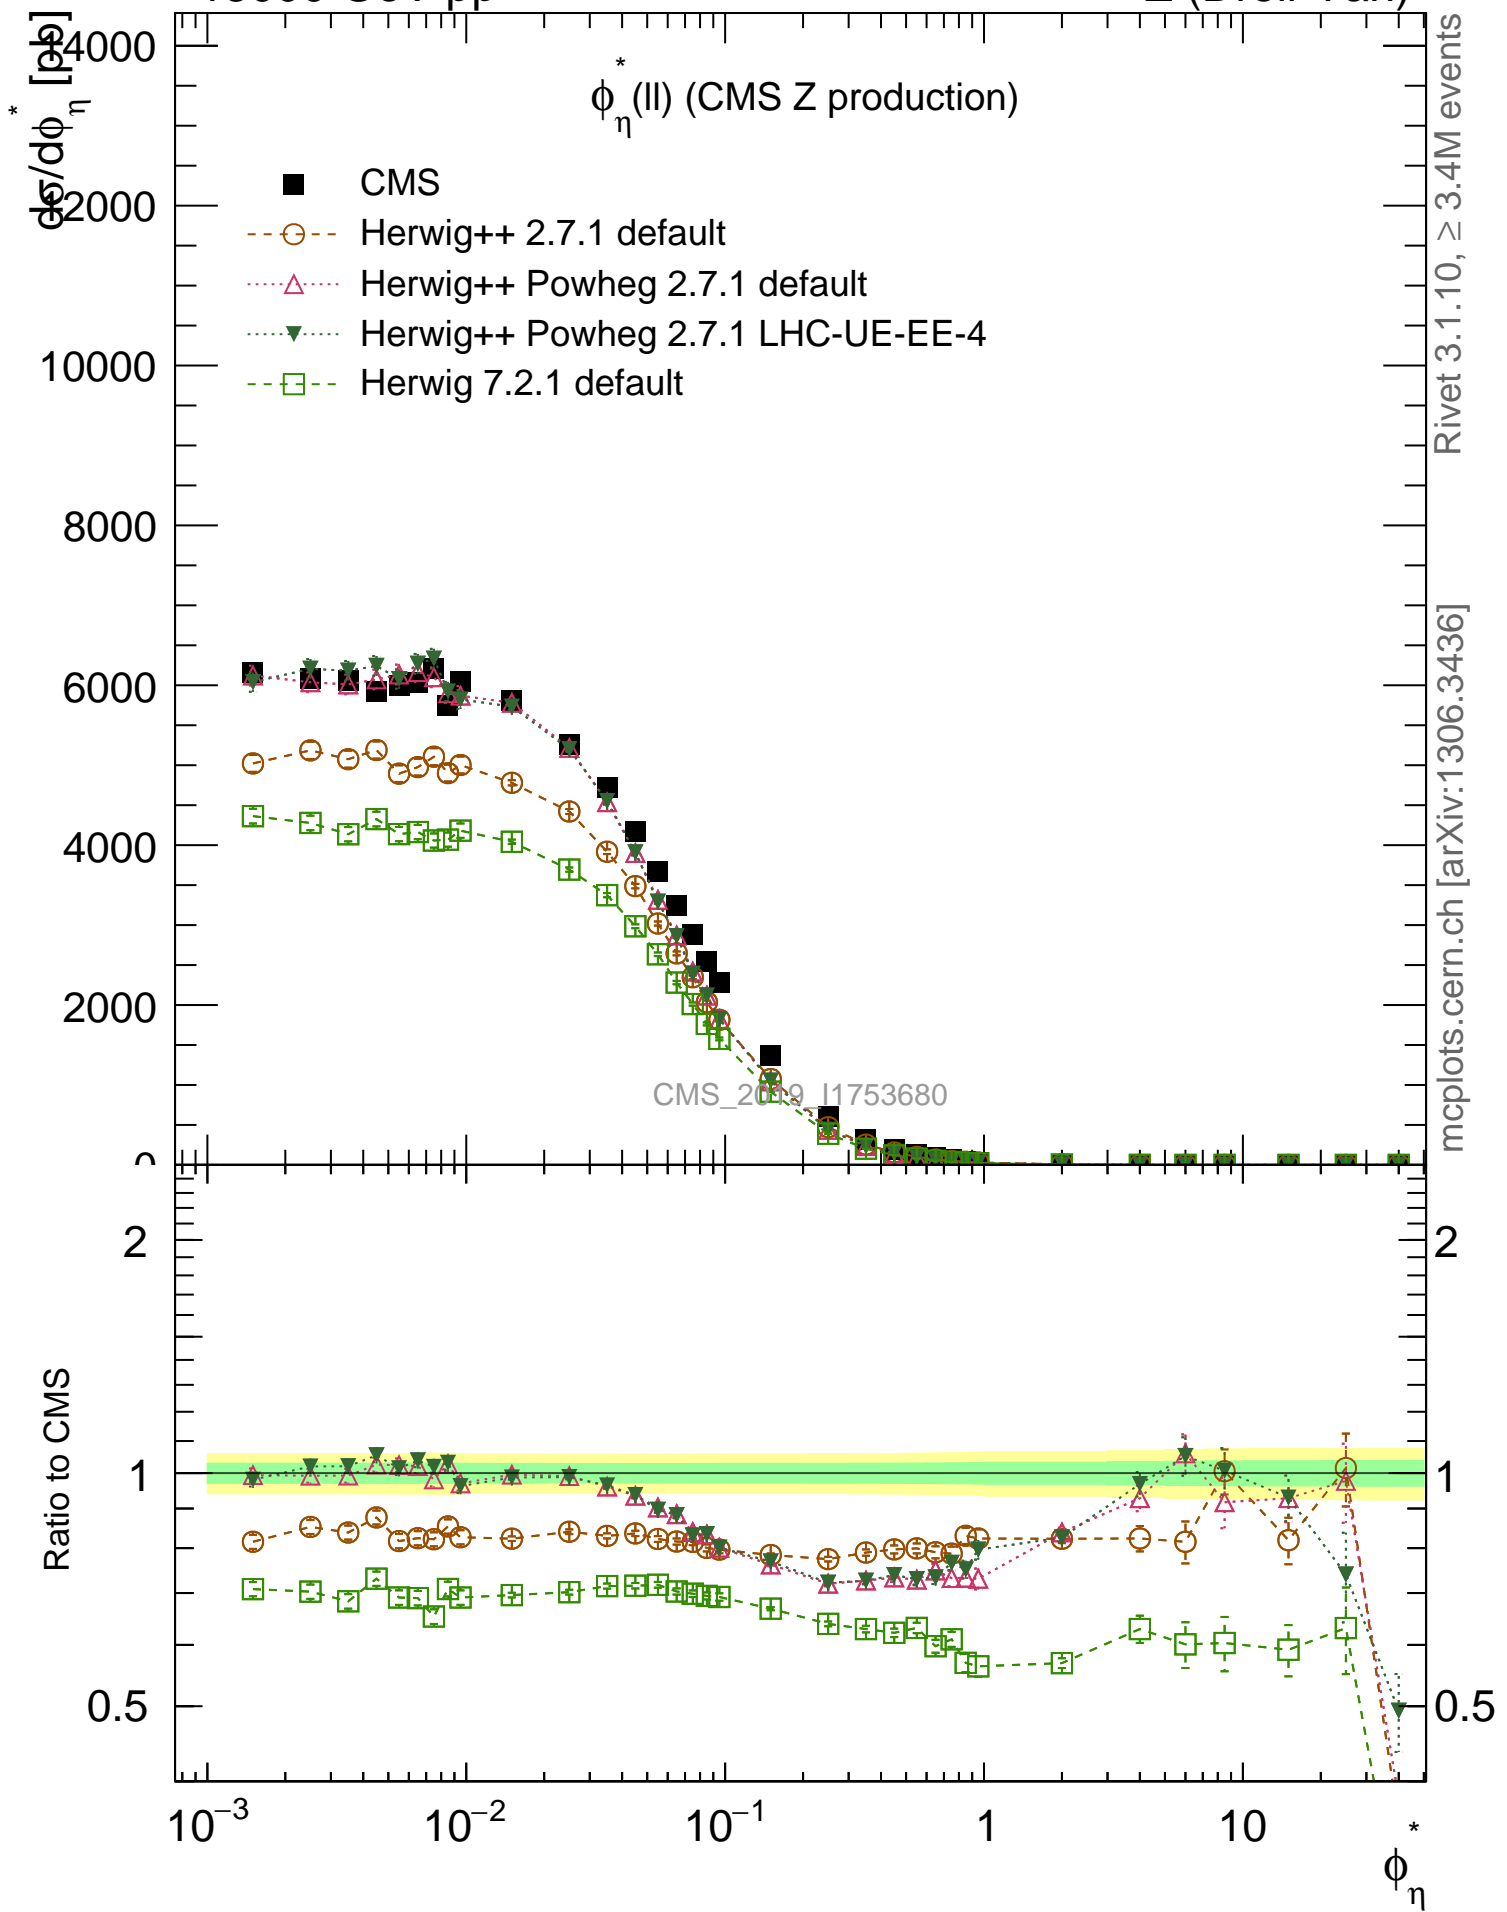 dσ/dφ*η [pb]
φ*η(ll) (CMS Z production)
CMS
Herwig++ 2.7.1 default
Herwig++ Powheg 2.7.1 default
Herwig++ Powheg 2.7.1 LHC-UE-EE-4
Herwig 7.2.1 default
14000
12000
10000
8000
6000
4000
2000
0
CMS_2019_I1753680
Rivet 3.1.10, ≥ 3.4M events
mcplots.cern.ch [arXiv:1306.3436]
Ratio to CMS
2
1
0.5
2
1
0.5
10−3 10−2 10−1 1 10
φ*η